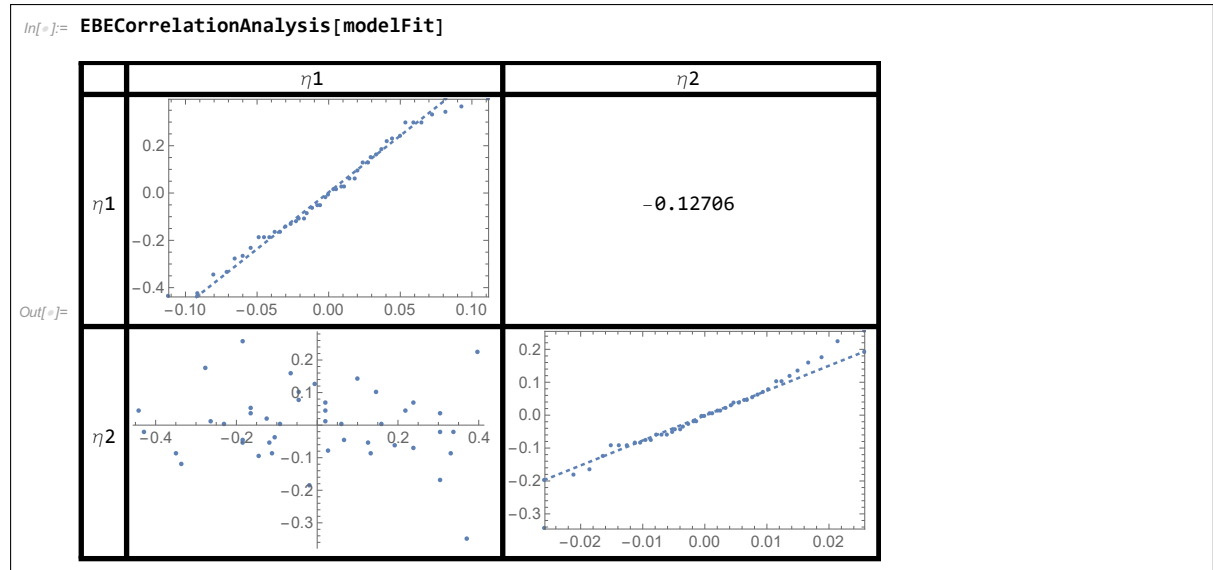 In[•]:= EBECorrelationAnalysis[modelFit]
η1 η2
η1
0.2
0.0
-0.2
-0.4
-0.10 -0.05 0.00 0.05 0.10
-0.12706
Out[•]=
η2
0.2
0.1
-0.4 -0.2 0.2 0.4
-0.1
-0.2
-0.3
0.2
0.1
0.0
-0.1
-0.2
-0.3
-0.02 -0.01 0.00 0.01 0.02